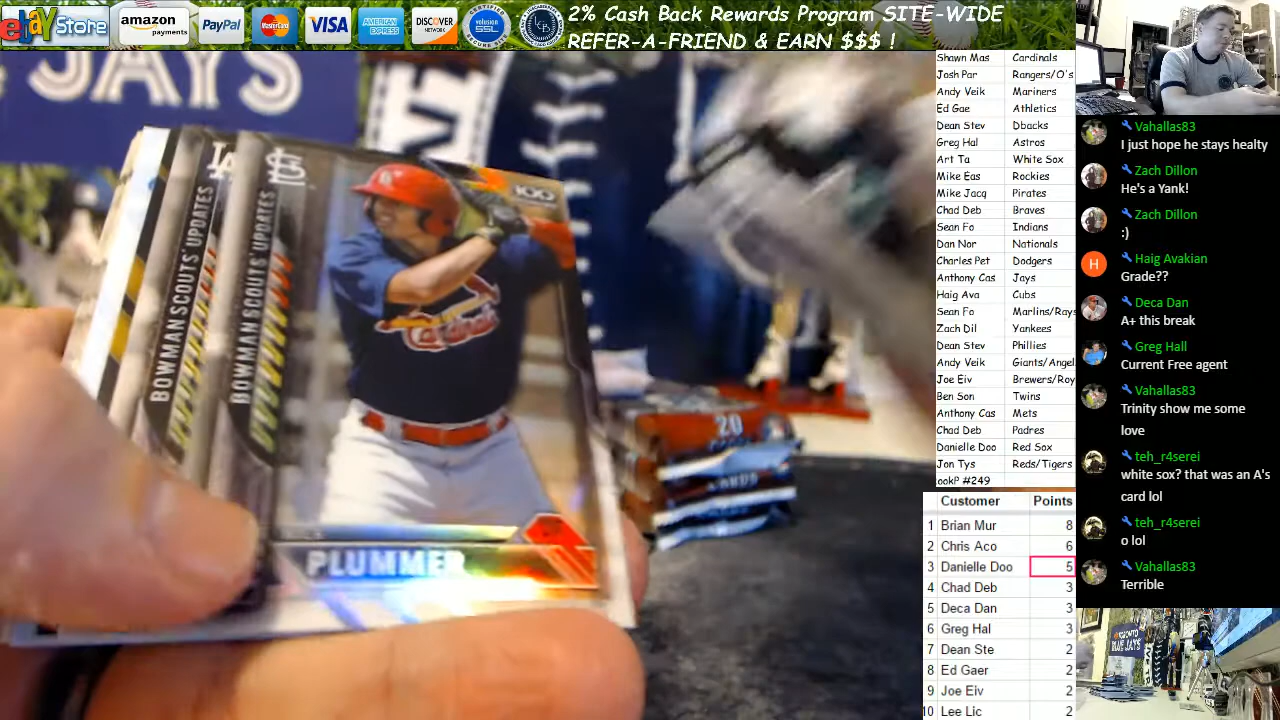 ebay Store
amazon
payments
PayPal
MasterCard
VISA
AMERICAN
EXPRESS
DISCOVER
NETWORK
2% Cash Back Rewards Program SITE-WIDE
REFER-A-FRIEND & EARN $$$ !
JAYS
BOWMAN SCOUTS' UPDATES
BOWMAN SCOUTS' UPDATES
100
Cardinals
PLUMMER
20
Shawn Mas Cardinals
Josh Par Rangers/O's
Andy Veik Mariners
Ed Gae Athletics
Dean Stev Dbacks
Greg Hal Astros
Art Ta White Sox
Mike Eas Rockies
Mike Jacq Pirates
Chad Deb Braves
Sean Fo Indians
Dan Nor Nationals
Charles Pet Dodgers
Anthony Cas Jays
Haig Ava Cubs
Sean Fo Marlins/Rays
Zach Dil Yankees
Dean Stev Phillies
Andy Veik Giants/Angel
Joe Eiv Brewers/Roy
Ben Son Twins
Anthony Cas Mets
Chad Deb Padres
Danielle Doo Red Sox
Jon Tys Reds/Tigers
ookP #249
Customer Points
1 Brian Mur 8
2 Chris Aco 6
3 Danielle Doo 5
4 Chad Deb 3
5 Deca Dan 3
6 Greg Hal 3
7 Dean Ste 2
8 Ed Gaer 2
9 Joe Eiv 2
10 Lee Lic 2
Vahallas83
I just hope he stays healty
Zach Dillon
He's a Yank!
Zach Dillon
:)
H
Haig Avakian
Grade??
Deca Dan
A+ this break
Greg Hall
Current Free agent
Vahallas83
Trinity show me some
love
teh_r4serei
white sox? that was an A's
card lol
teh_r4serei
o lol
Vahallas83
Terrible
BLUE JAYS